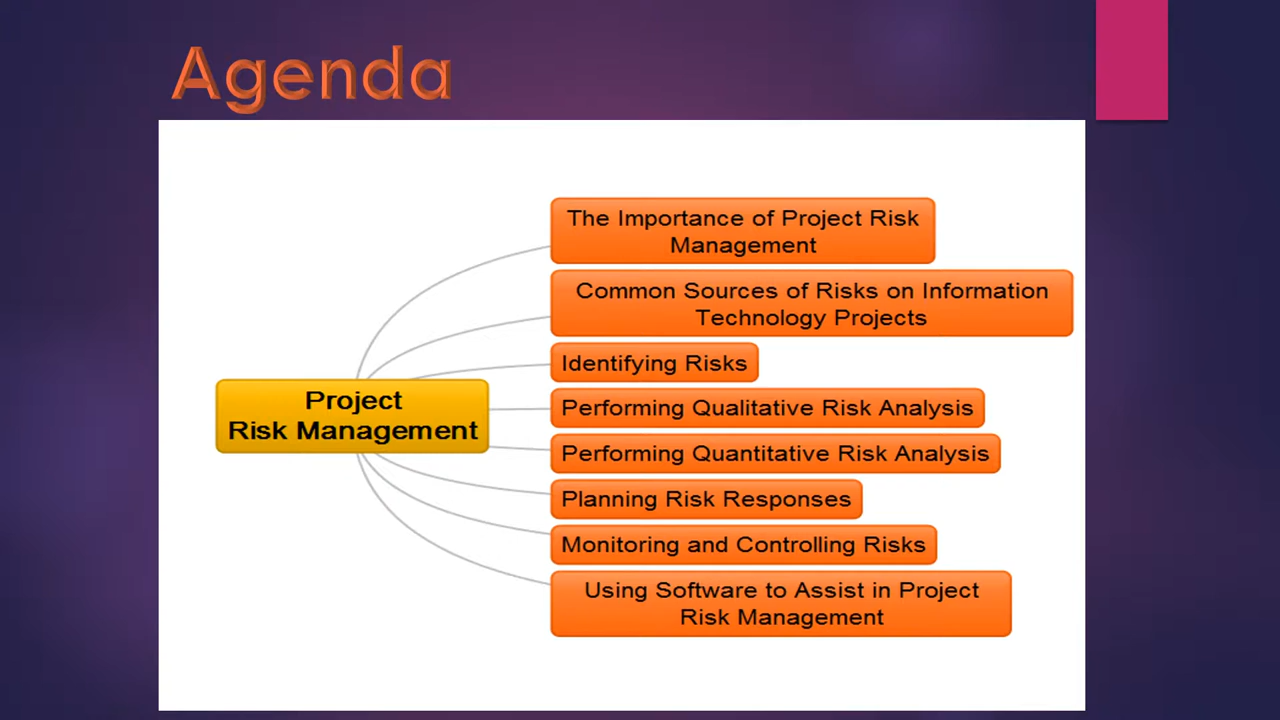 Agenda
The Importance of Project Risk
Management
Common Sources of Risks on Information
Technology Projects
Identifying Risks
Project
Risk Management
Performing Qualitative Risk Analysis
Performing Quantitative Risk Analysis
Planning Risk Responses
Monitoring and Controlling Risks
Using Software to Assist in Project
Risk Management